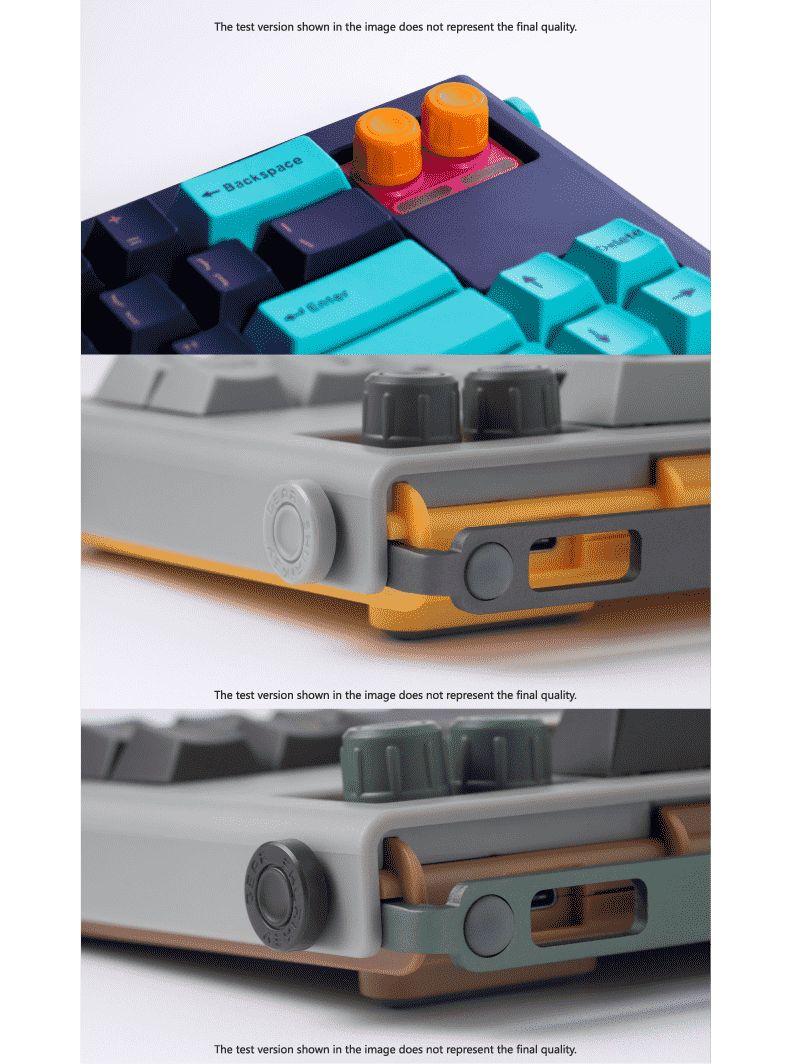 The test version shown in the image does not represent the final quality.
← Backspace
+
=
↵ Enter
Delete
↑
→
↓
The test version shown in the image does not represent the final quality.
The test version shown in the image does not represent the final quality.